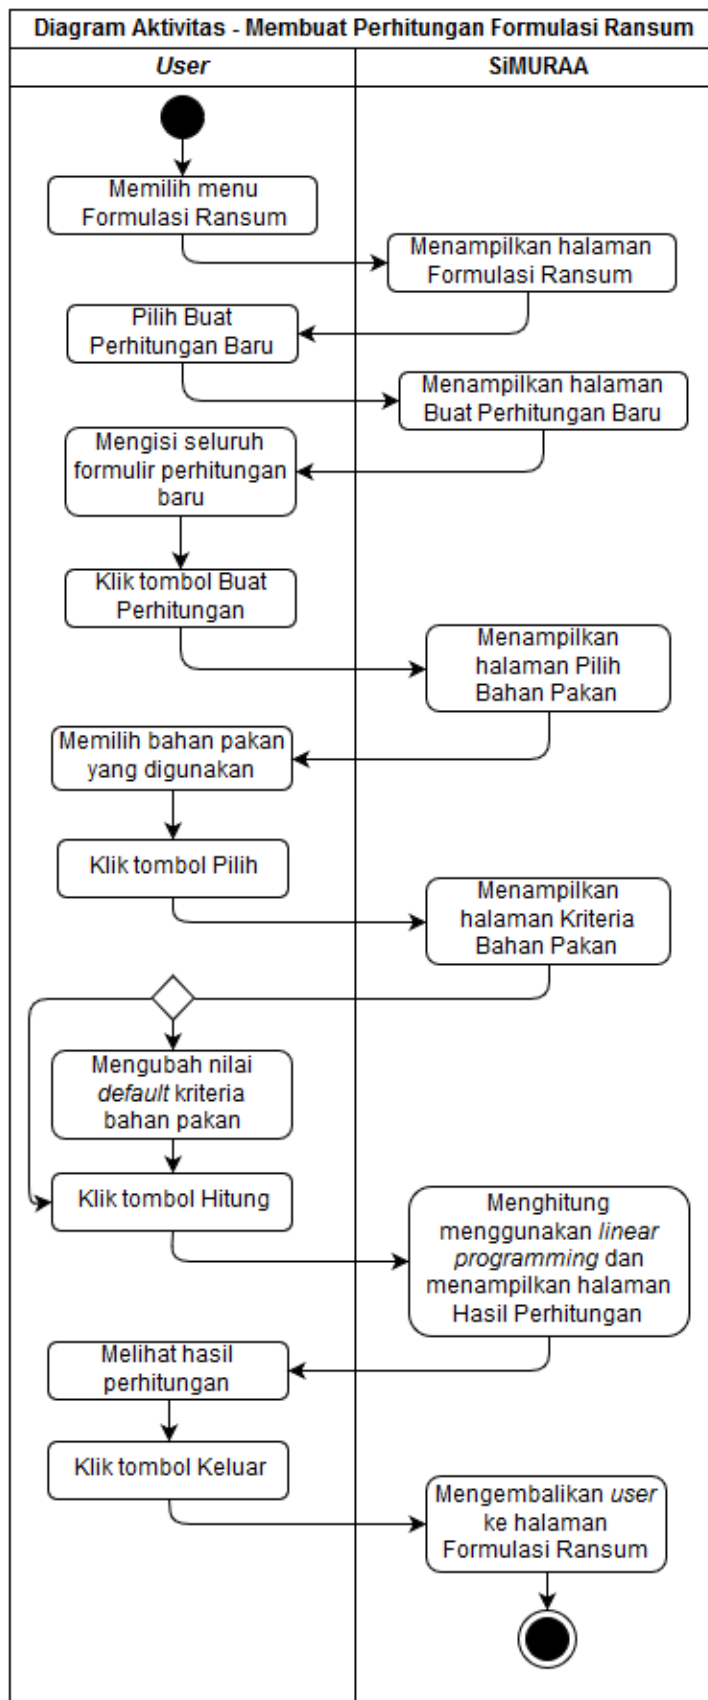 Diagram Aktivitas - Membuat Perhitungan Formulasi Ransum
User
SiMURAA
Memilih menu
Formulasi Ransum
Menampilkan halaman
Formulasi Ransum
Pilih Buat
Perhitungan Baru
Menampilkan halaman
Buat Perhitungan Baru
Mengisi seluruh
formulir perhitungan
baru
Klik tombol Buat
Perhitungan
Menampilkan
halaman Pilih
Bahan Pakan
Memilih bahan pakan
yang digunakan
Klik tombol Pilih
Menampilkan
halaman Kriteria
Bahan Pakan
Mengubah nilai
default kriteria
bahan pakan
Klik tombol Hitung
Menghitung
menggunakan linear
programming dan
menampilkan halaman
Hasil Perhitungan
Melihat hasil
perhitungan
Klik tombol Keluar
Mengembalikan user
ke halaman
Formulasi Ransum